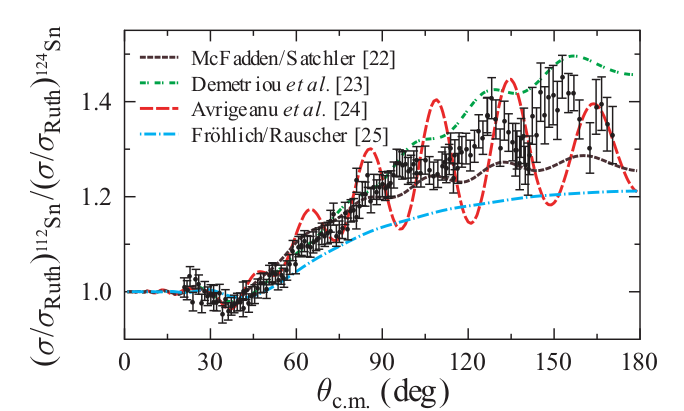 (σ/σRuth)¹¹²Sn/(σ/σRuth)¹²⁴Sn
1.4
1.2
1.0
McFadden/Satchler [22]
Demetriou et al. [23]
Avrigeanu et al. [24]
Fröhlich/Rauscher [25]
0 30 60 90 120 150 180
θc.m. (deg)